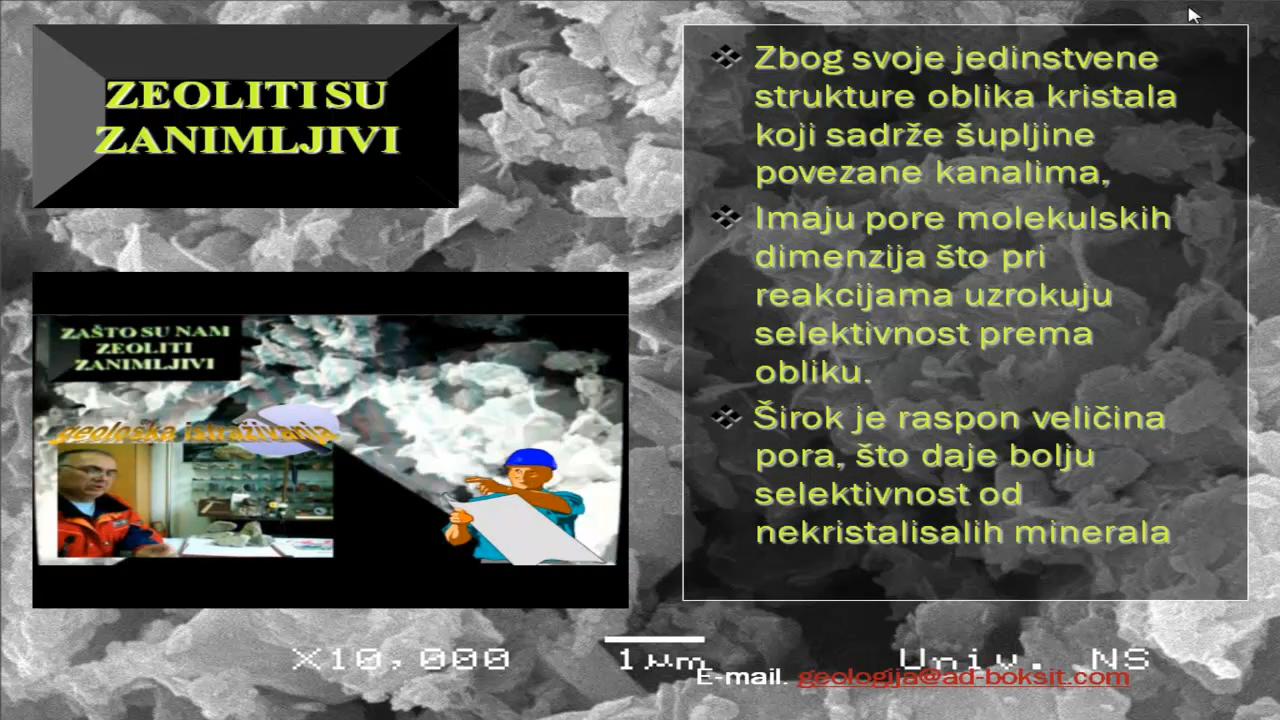 ZEOLITI SU
ZANIMLJIVI
ZAŠTO SU NAM
ZEOLITI
ZANIMLJIVI
geološka istraživanja
Zbog svoje jedinstvene
strukture oblika kristala
koji sadrže šupljine
povezane kanalima,
Imaju pore molekulskih
dimenzija što pri
reakcijama uzrokuju
selektivnost prema
obliku.
Širok je raspon veličina
pora, što daje bolju
selektivnost od
nekristalisalih minerala
X10,000 1µm Univ. NS
E-mail. geologija@ad-boksit.com